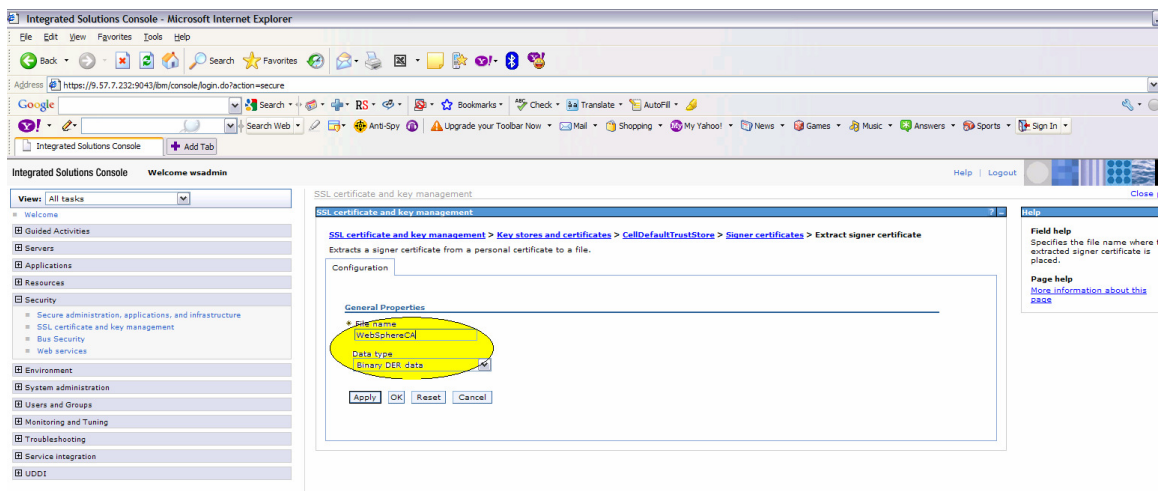 Integrated Solutions Console - Microsoft Internet Explorer
File Edit View Favorites Tools Help
Back Search Favorites
Address https://9.57.7.232:9043/ibm/console/login.do?action=secure
Google Search RS Bookmarks Check Translate AutoFill
Y! Search Web Anti-Spy Upgrade your Toolbar Now Mail Shopping My Yahoo! News Games Music Answers Sports Sign In
Integrated Solutions Console Add Tab
Integrated Solutions Console Welcome wsadmin Help | Logout
View: All tasks
Welcome
Guided Activities
Servers
Applications
Resources
Security
Secure administration, applications, and infrastructure
SSL certificate and key management
Bus Security
Web services
Environment
System administration
Users and Groups
Monitoring and Tuning
Troubleshooting
Service integration
UDDI
SSL certificate and key management Close
SSL certificate and key management ? -
SSL certificate and key management > Key stores and certificates > CellDefaultTrustStore > Signer certificates > Extract signer certificate
Extracts a signer certificate from a personal certificate to a file.
Configuration
General Properties
* File name
WebSphereCA
Data type
Binary DER data
Apply OK Reset Cancel
Help
Field help
Specifies the file name where
extracted signer certificate is
placed.
Page help
More information about this
page